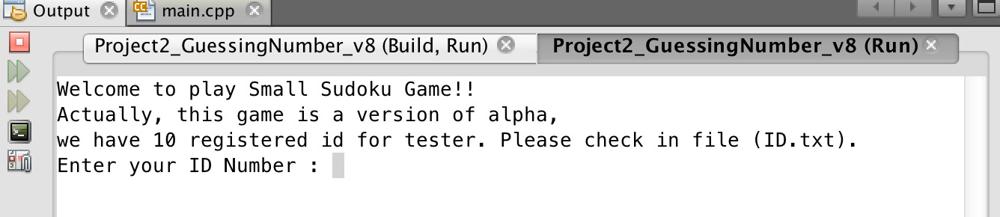 Output main.cpp
Project2_GuessingNumber_v8 (Build, Run) Project2_GuessingNumber_v8 (Run)
Welcome to play Small Sudoku Game!!
Actually, this game is a version of alpha,
we have 10 registered id for tester. Please check in file (ID.txt).
Enter your ID Number :